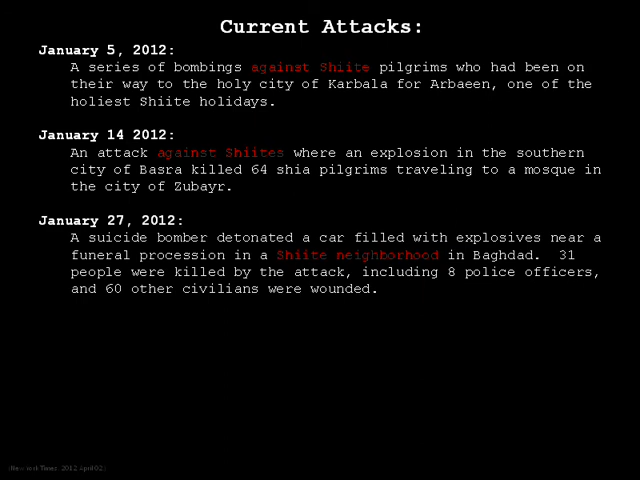 Current Attacks:
January 5, 2012:
A series of bombings against Shiite pilgrims who had been on
their way to the holy city of Karbala for Arbaeen, one of the
holiest Shiite holidays.
January 14 2012:
An attack against Shiites where an explosion in the southern
city of Basra killed 64 shia pilgrims traveling to a mosque in
the city of Zubayr.
January 27, 2012:
A suicide bomber detonated a car filled with explosives near a
funeral procession in a Shiite neighborhood in Baghdad.  31
people were killed by the attack, including 8 police officers,
and 60 other civilians were wounded.
Times 2012 April 02)